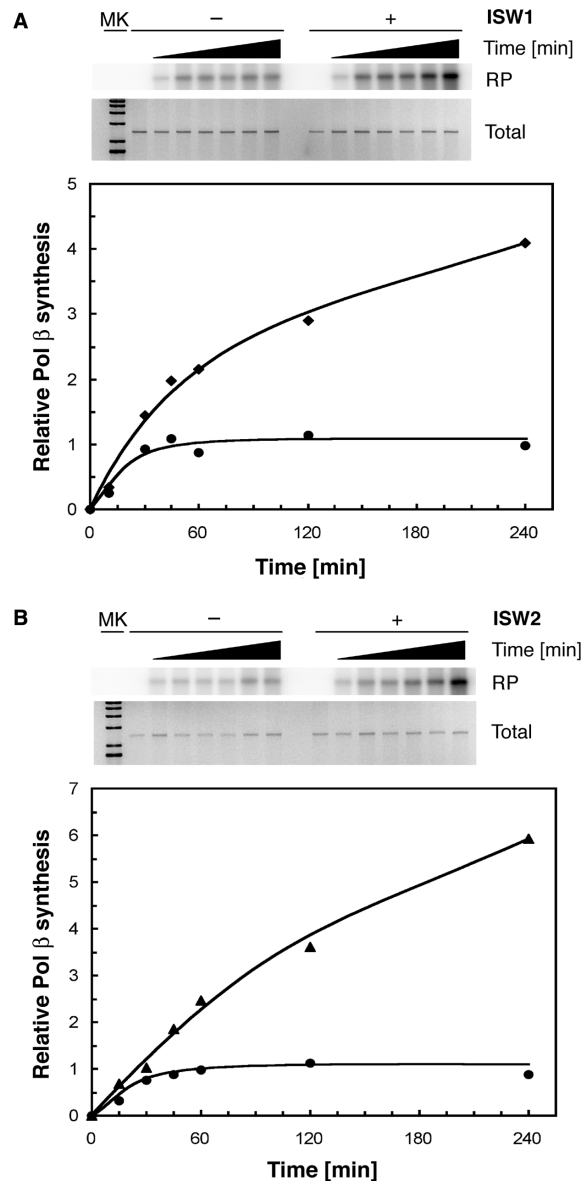 A
MK – + ISW1
Time [min]
RP
Total
5
4
3
2
1
0
Relative Pol β synthesis
0 60 120 180 240
Time [min]
B
MK – + ISW2
Time [min]
RP
Total
7
6
5
4
3
2
1
0
Relative Pol β synthesis
0 60 120 180 240
Time [min]